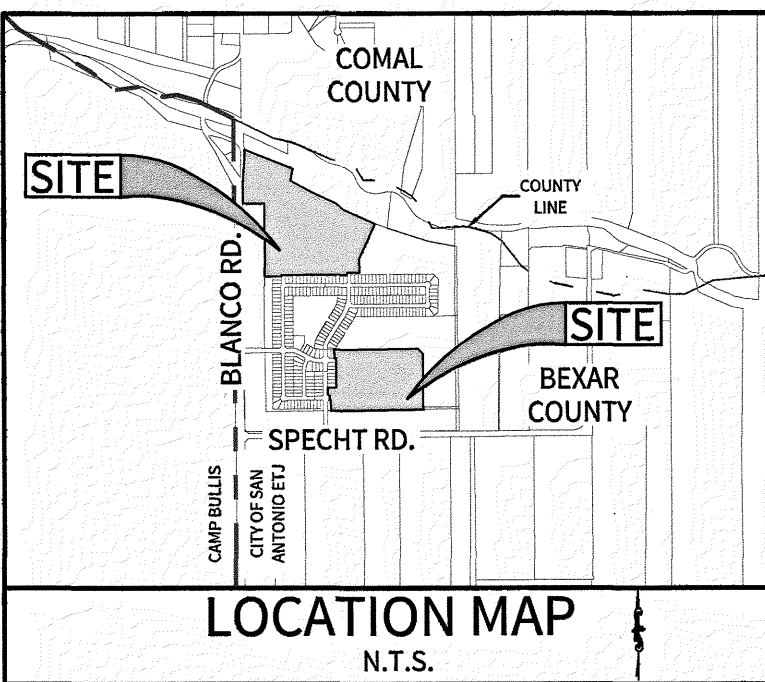 COMAL
COUNTY
SITE
COUNTY
LINE
BLANCO RD.
SITE
BEXAR
COUNTY
SPECHT RD.
CAMP BULLIS
CITY OF SAN
ANTONIO ETJ
LOCATION MAP
N.T.S.